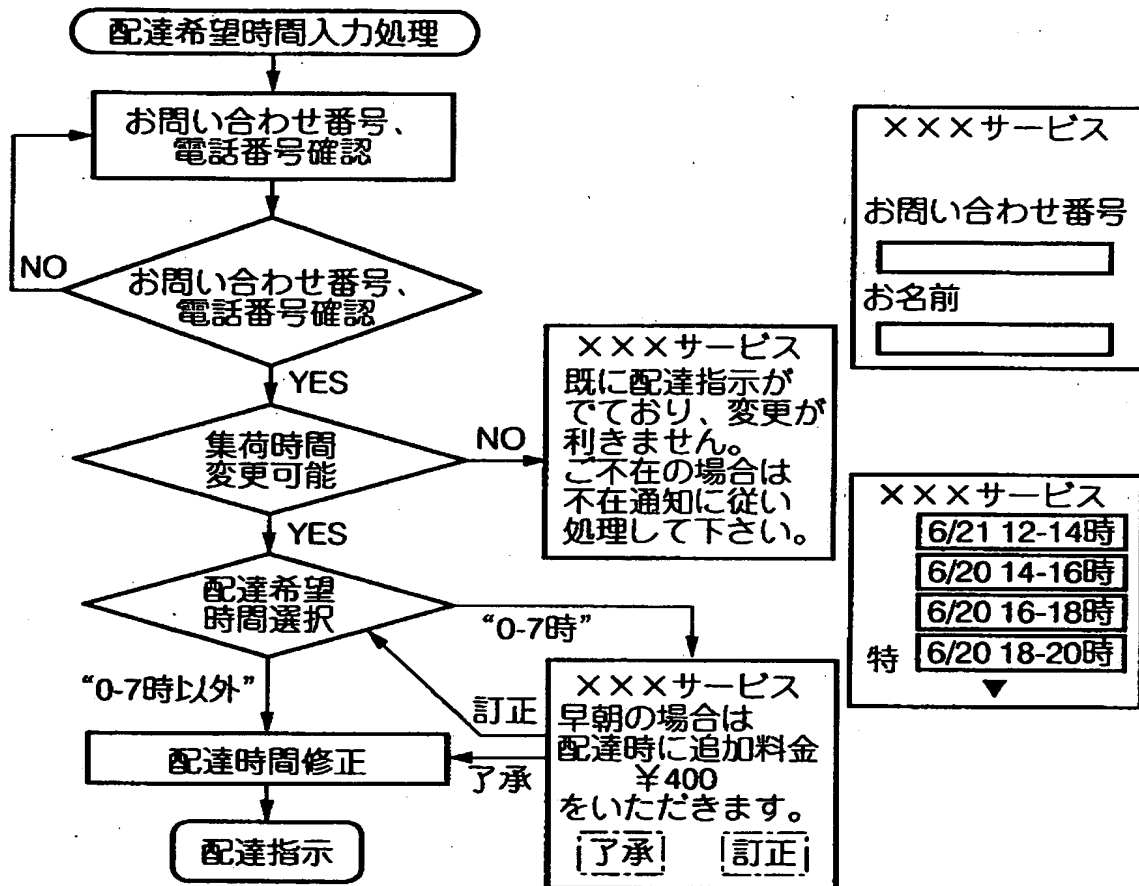 配達希望時間入力処理
お問い合わせ番号、
電話番号確認
NO
お問い合わせ番号、
電話番号確認
YES
集荷時間
変更可能
NO
×××サービス
既に配達指示が
でており、変更が
利きません。
ご不在の場合は
不在通知に従い
処理して下さい。
YES
配達希望
時間選択
“0-7時”
“0-7時以外”
×××サービス
早朝の場合は
配達時に追加料金
¥400
をいただきます。
了承 訂正
訂正
了承
配達時間修正
配達指示
×××サービス
お問い合わせ番号
お名前
×××サービス
6/21 12-14時
6/20 14-16時
6/20 16-18時
特 6/20 18-20時
▼